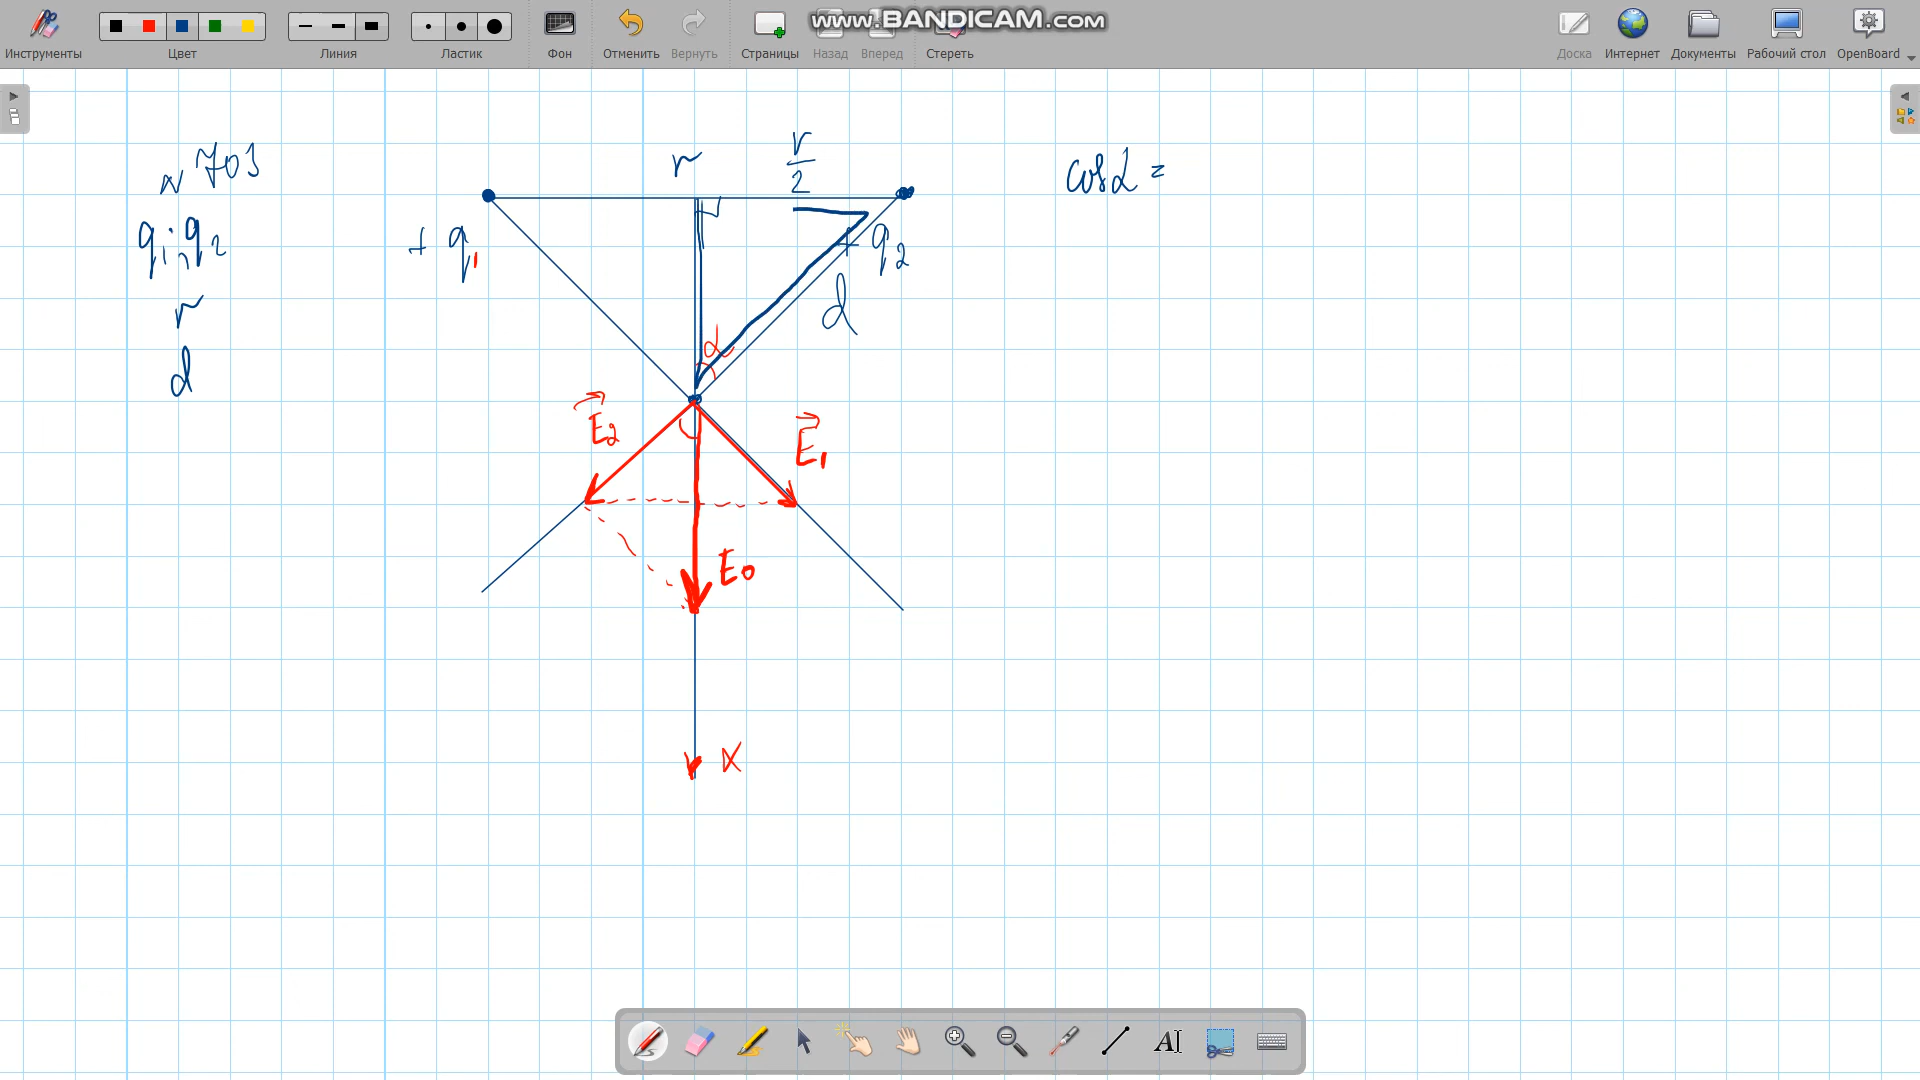 www.BANDICAM.com
Инструменты
Цвет
Линия
Ластик
Фон
Отменить
Вернуть
Страницы
Назад
Вперед
Стереть
Доска
Интернет
Документы
Рабочий стол
OpenBoard
N 703
q1; q2
r
d
r
r/2
cos α =
+ q1
+ q2
d
α
E2
E1
E0
x
AI